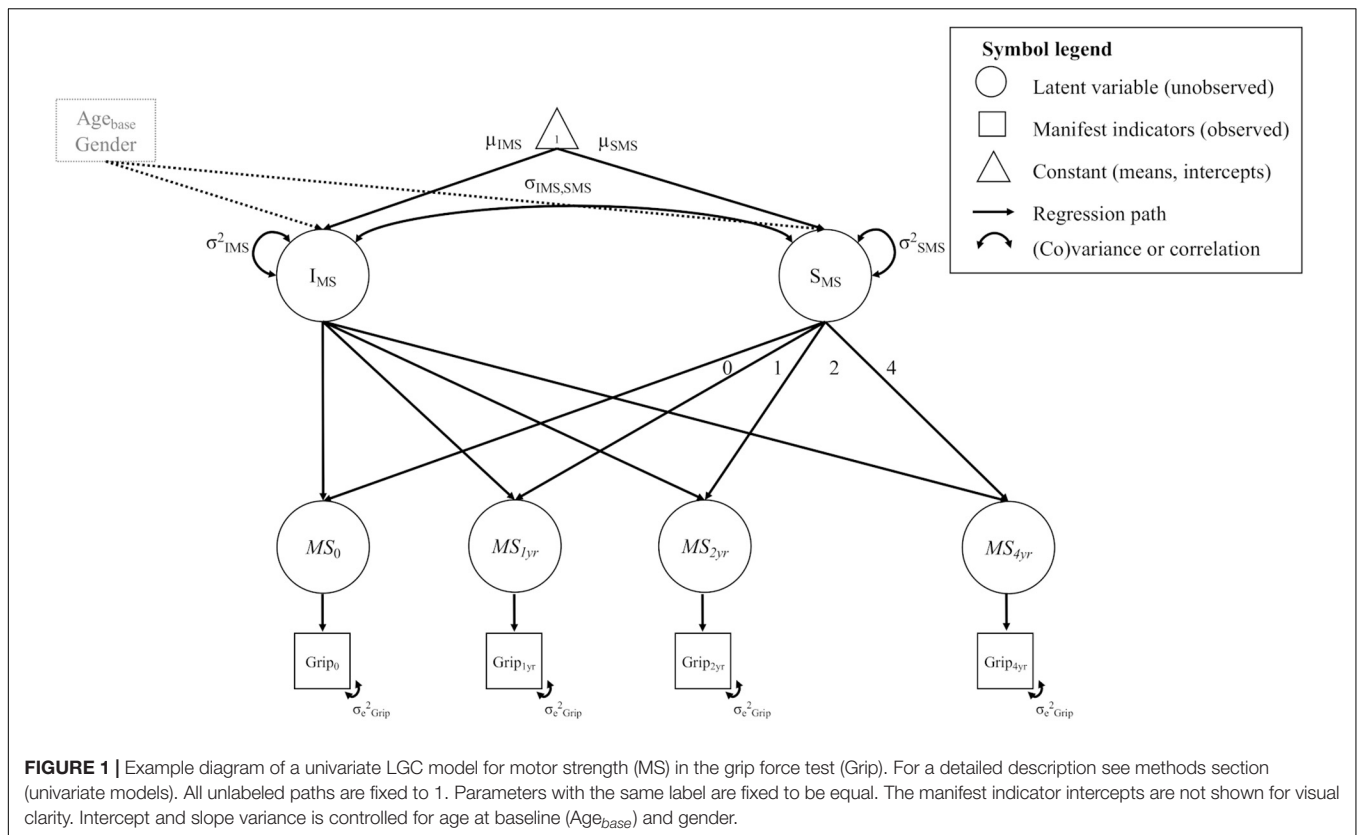 Symbol legend
Latent variable (unobserved)
Manifest indicators (observed)
Constant (means, intercepts)
Regression path
(Co)variance or correlation
Age_base
Gender
μ_IMS
1
μ_SMS
σ_IMS,SMS
σ²_IMS
I_MS
S_MS
σ²_SMS
0 1 2 4
MS_0
MS_1yr
MS_2yr
MS_4yr
Grip_0
Grip_1yr
Grip_2yr
Grip_4yr
σ_e²_Grip
σ_e²_Grip
σ_e²_Grip
σ_e²_Grip
FIGURE 1 | Example diagram of a univariate LGC model for motor strength (MS) in the grip force test (Grip). For a detailed description see methods section
(univariate models). All unlabeled paths are fixed to 1. Parameters with the same label are fixed to be equal. The manifest indicator intercepts are not shown for visual
clarity. Intercept and slope variance is controlled for age at baseline (Age_base) and gender.